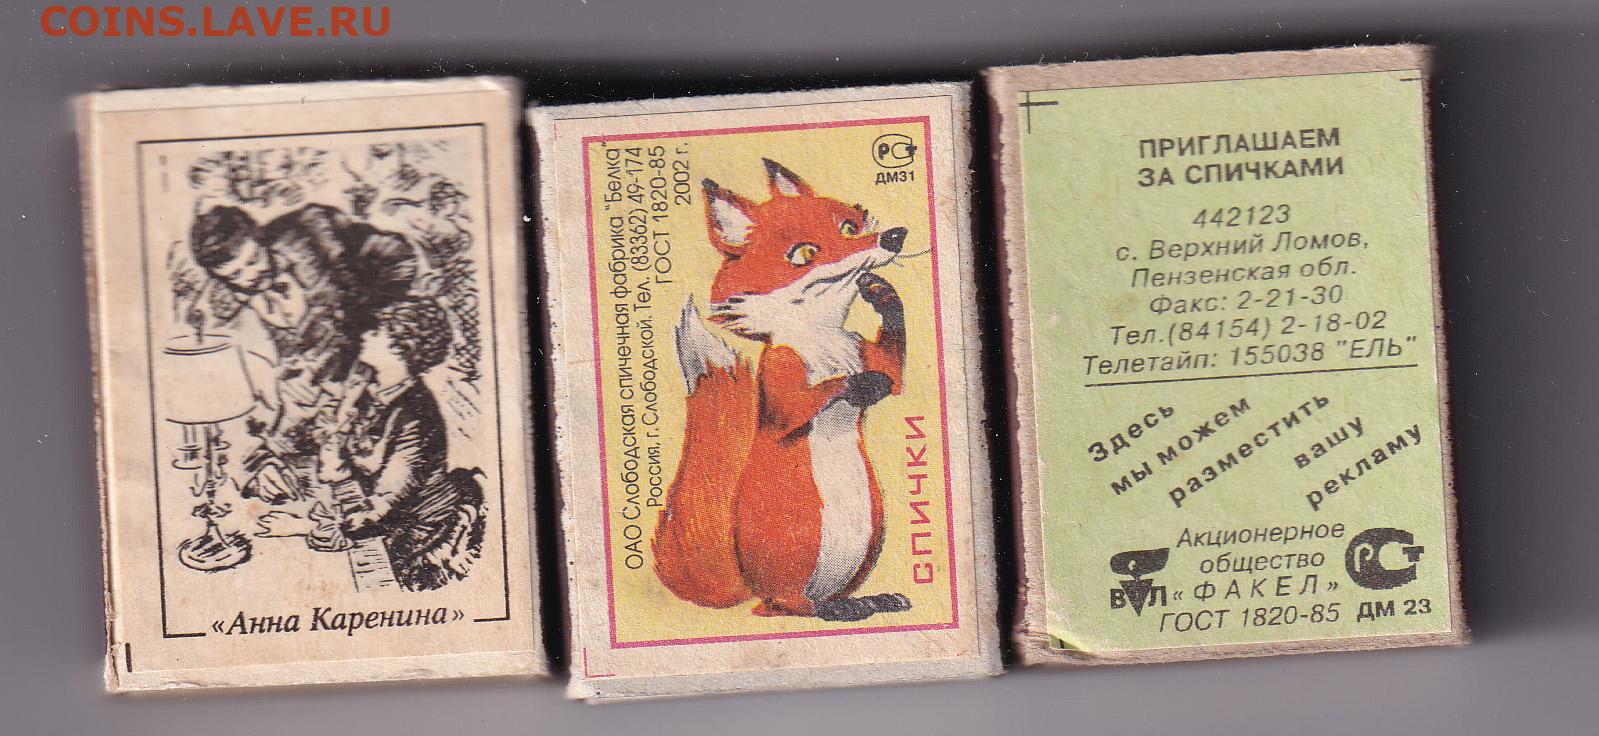 COINS.LAVE.RU
«Анна Каренина»
ОАО Слободская спичечная фабрика "Белка"
Россия, г.Слободской. Тел. (83362) 49-174
ГОСТ 1820-85
2002 г.
РСТ
ДМ31
СПИЧКИ
ПРИГЛАШАЕМ
ЗА СПИЧКАМИ
442123
с. Верхний Ломов,
Пензенская обл.
Факс: 2-21-30
Тел.(84154) 2-18-02
Телетайп: 155038 "ЕЛЬ"
Здесь
мы можем
разместить
вашу
рекламу
Акционерное
общество
ВФЛ «ФАКЕЛ»
ГОСТ 1820-85
РСТ
ДМ 23